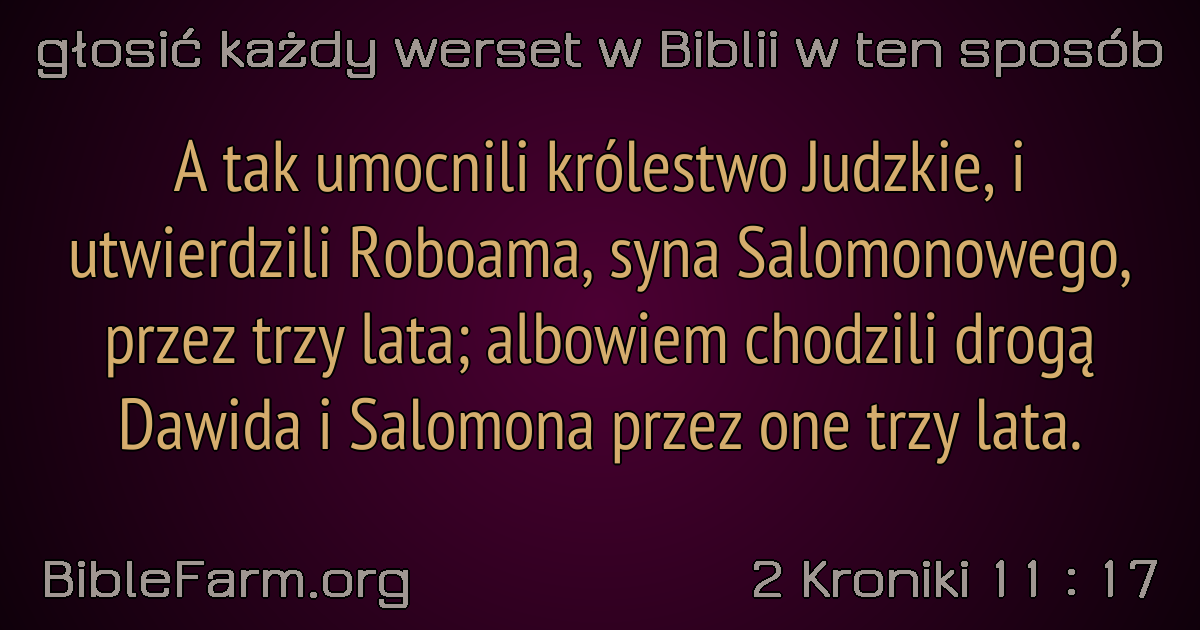 głosić każdy werset w Biblii w ten sposób
A tak umocnili królestwo Judzkie, i
utwierdzili Roboama, syna Salomonowego,
przez trzy lata; albowiem chodzili drogą
Dawida i Salomona przez one trzy lata.
BibleFarm.org
2 Kroniki 11 : 17